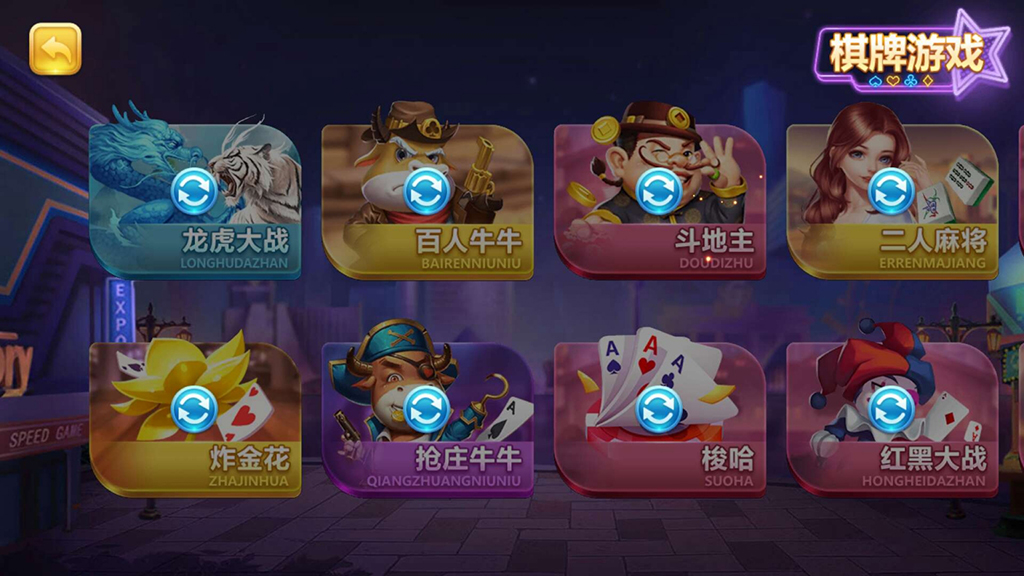 棋牌游戏
龙虎大战
LONGHUDAZHAN
百人牛牛
BAIRENNIUNIU
斗地主
DOUDIZHU
二人麻将
ERRENMAJIANG
EXPO
SPEED GAME
炸金花
ZHAJINHUA
抢庄牛牛
QIANGZHUANGNIUNIU
梭哈
SUOHA
红黑大战
HONGHEIDAZHAN
A
A
A
A